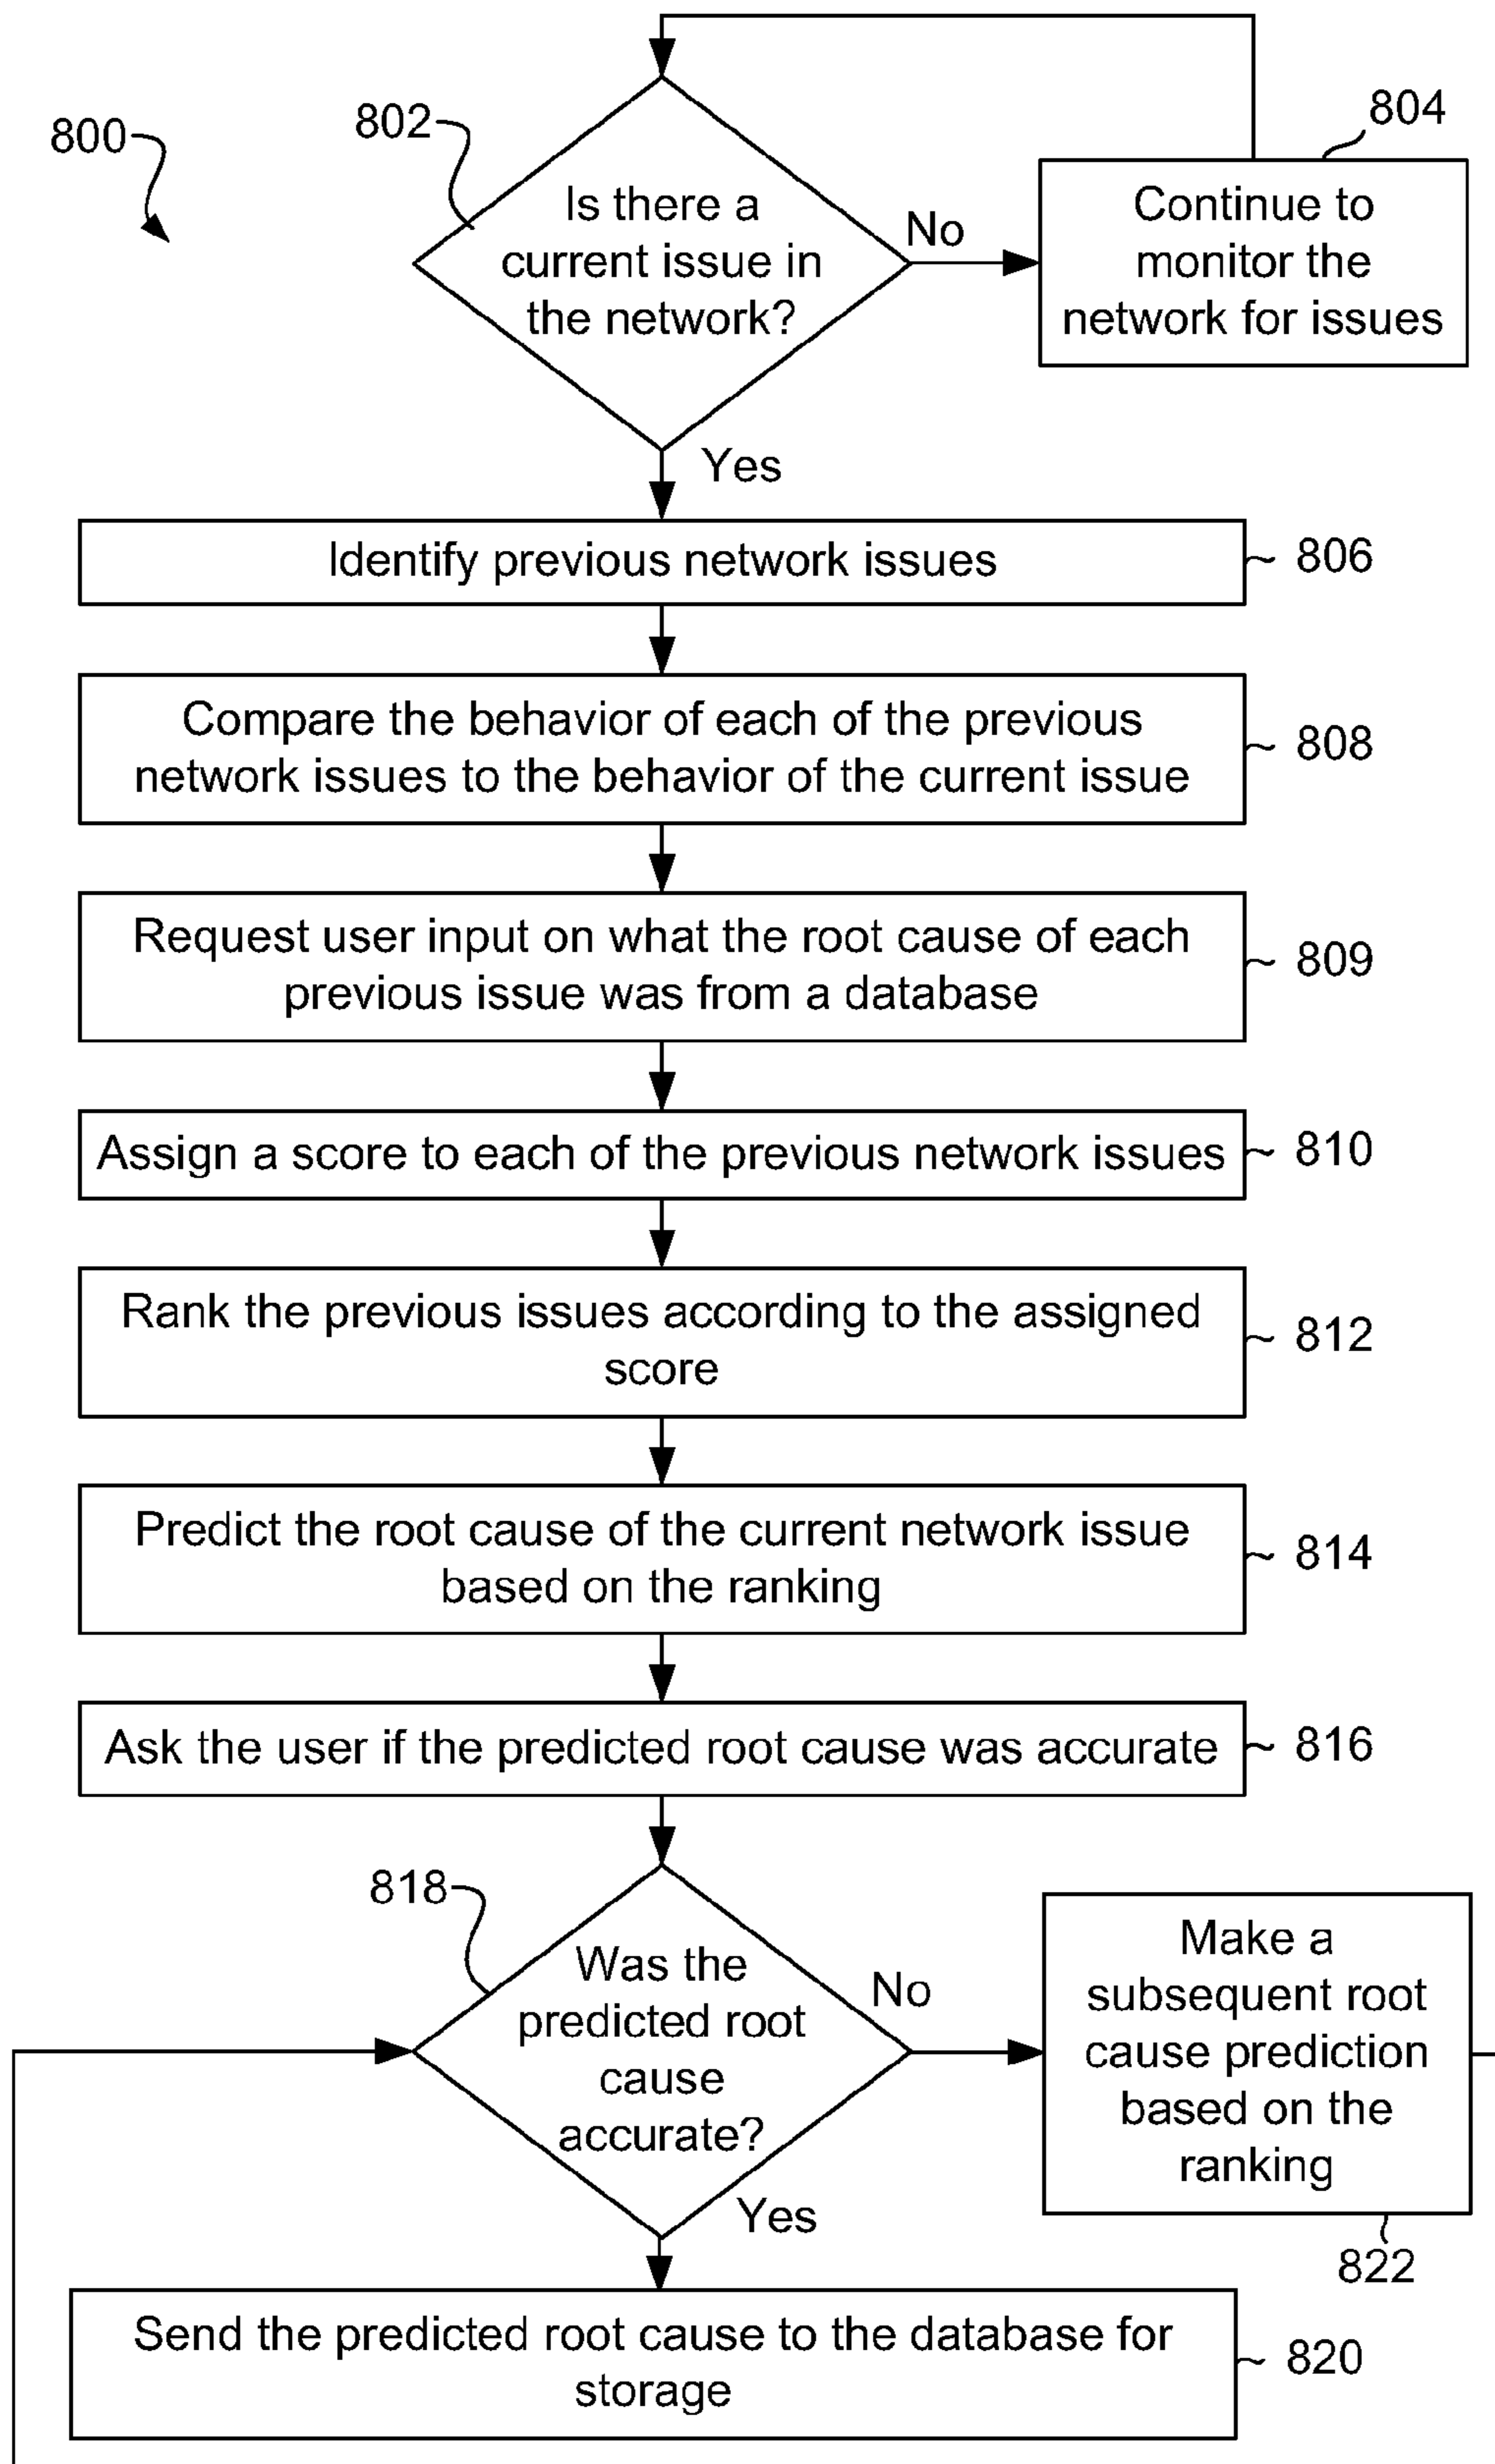 800
802
804
Is there a
current issue in
the network?
No
Continue to
monitor the
network for issues
Yes
Identify previous network issues
806
Compare the behavior of each of the previous
network issues to the behavior of the current issue
808
Request user input on what the root cause of each
previous issue was from a database
809
Assign a score to each of the previous network issues
810
Rank the previous issues according to the assigned
score
812
Predict the root cause of the current network issue
based on the ranking
814
Ask the user if the predicted root cause was accurate
816
818
Was the
predicted root
cause
accurate?
No
Make a
subsequent root
cause prediction
based on the
ranking
822
Yes
Send the predicted root cause to the database for
storage
820